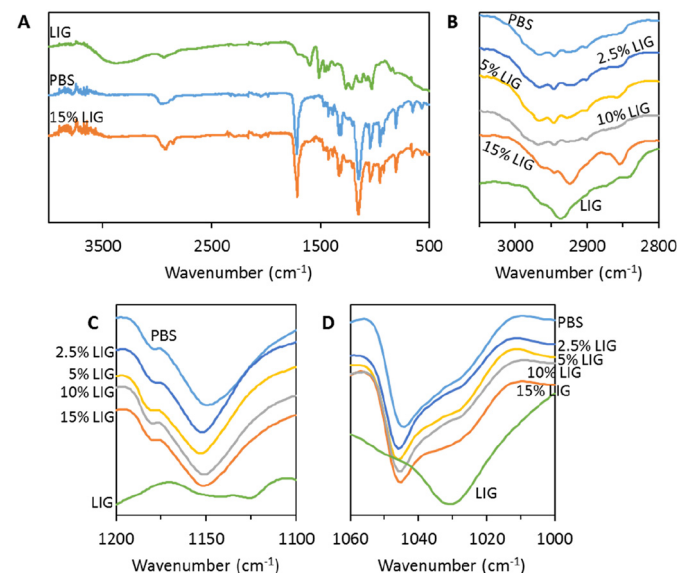 A
LIG
PBS
15% LIG
3500 2500 1500 500
Wavenumber (cm-1)
B
PBS
2.5% LIG
5% LIG
10% LIG
15% LIG
LIG
3000 2900 2800
Wavenumber (cm-1)
C
PBS
2.5% LIG
5% LIG
10% LIG
15% LIG
LIG
1200 1150 1100
Wavenumber (cm-1)
D
PBS
2.5% LIG
5% LIG
10% LIG
15% LIG
LIG
1060 1040 1020 1000
Wavenumber (cm-1)